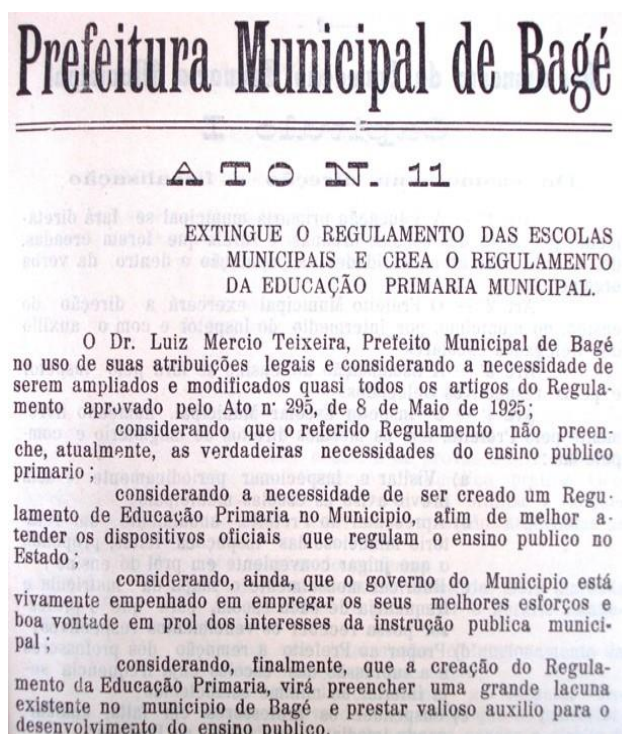 Prefeitura Municipal de Bagé
ATO N. 11
EXTINGUE O REGULAMENTO DAS ESCOLAS
MUNICIPAIS E CREA O REGULAMENTO
DA EDUCAÇÃO PRIMARIA MUNICIPAL.
O Dr. Luiz Mercio Teixeira, Prefeito Municipal de Bagé
no uso de suas atribuições legais e considerando a necessidade de
serem ampliados e modificados quasi todos os artigos do Regula-
mento aprovado pelo Ato n: 295, de 8 de Maio de 1925;
considerando que o referido Regulamento não preen-
che, atualmente, as verdadeiras necessidades do ensino publico
primario;
considerando a necessidade de ser creado um Regu-
lamento de Educação Primaria no Municipio, afim de melhor a-
tender os dispositivos oficiais que regulam o ensino publico no
Estado;
considerando, ainda, que o governo do Municipio está
vivamente empenhado em empregar os seus melhores esforços e
boa vontade em prol dos interesses da instrução publica munici-
pal;
considerando, finalmente, que a creação do Regula-
mento da Educação Primaria, virá preencher uma grande lacuna
existente no municipio de Bagé e prestar valioso auxilio para o
desenvolvimento do ensino publico.